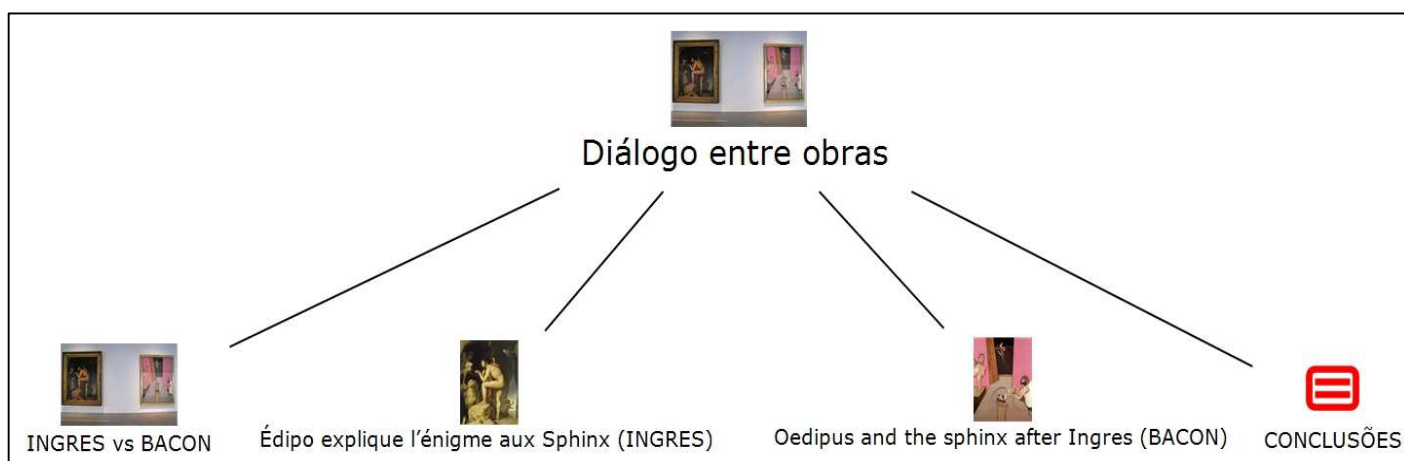 Diálogo entre obras
INGRES vs BACON
Édipo explique l'énigme aux Sphinx (INGRES)
Oedipus and the sphinx after Ingres (BACON)
CONCLUSÕES